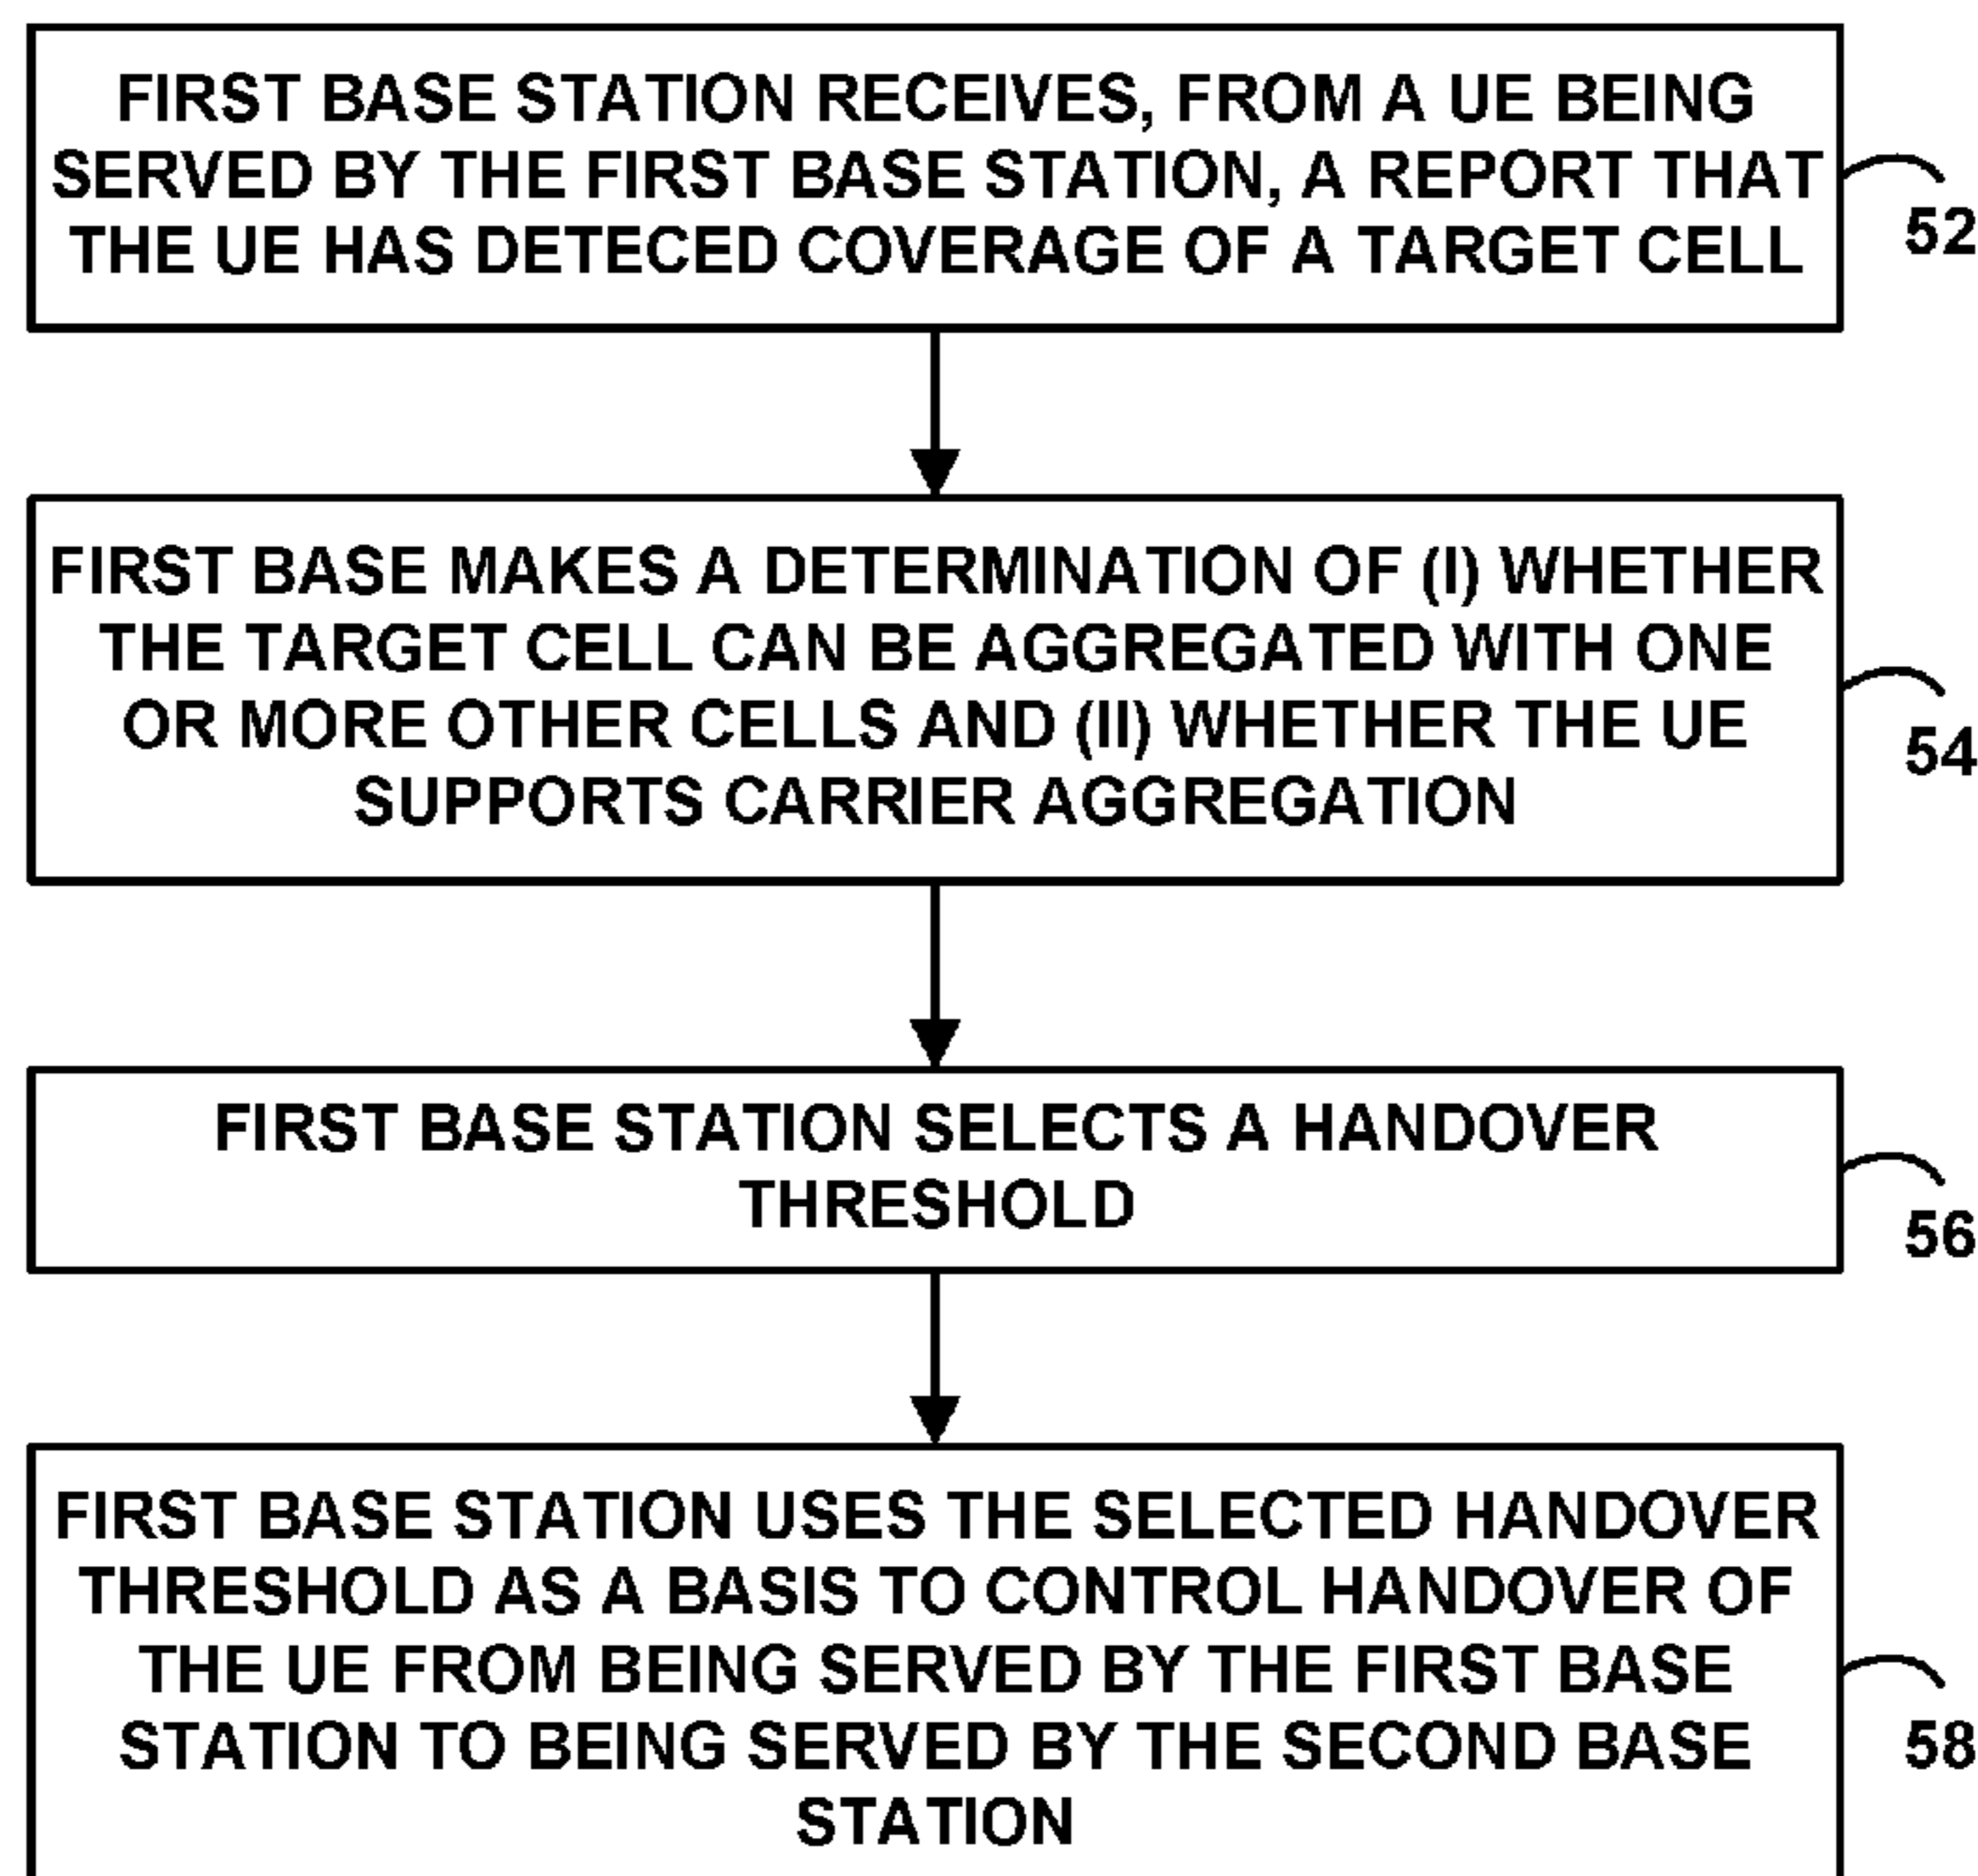 FIRST BASE STATION RECEIVES, FROM A UE BEING
SERVED BY THE FIRST BASE STATION, A REPORT THAT
THE UE HAS DETECED COVERAGE OF A TARGET CELL
52
FIRST BASE MAKES A DETERMINATION OF (I) WHETHER
THE TARGET CELL CAN BE AGGREGATED WITH ONE
OR MORE OTHER CELLS AND (II) WHETHER THE UE
SUPPORTS CARRIER AGGREGATION
54
FIRST BASE STATION SELECTS A HANDOVER
THRESHOLD
56
FIRST BASE STATION USES THE SELECTED HANDOVER
THRESHOLD AS A BASIS TO CONTROL HANDOVER OF
THE UE FROM BEING SERVED BY THE FIRST BASE
STATION TO BEING SERVED BY THE SECOND BASE
STATION
58